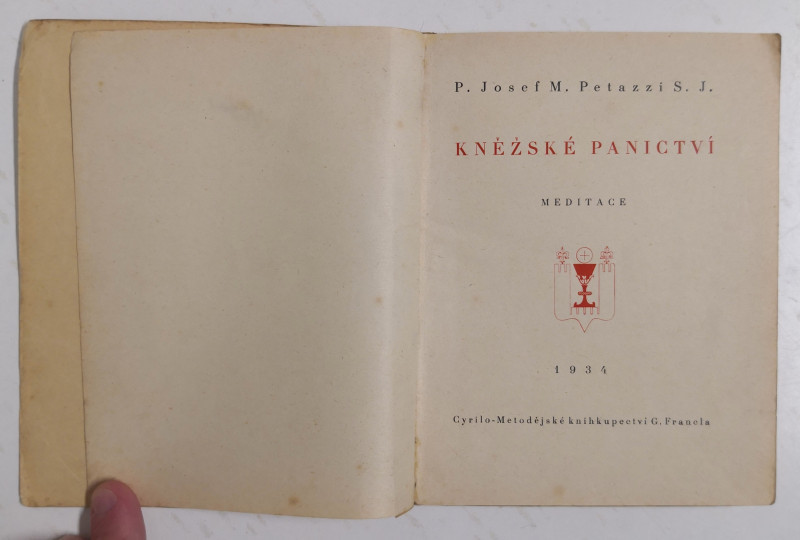 P. Josef M. Petazzi S. J.
KNĚŽSKÉ PANICTVÍ
MEDITACE
1934
Cyrilo-Metodějské knihkupectví G. Francla